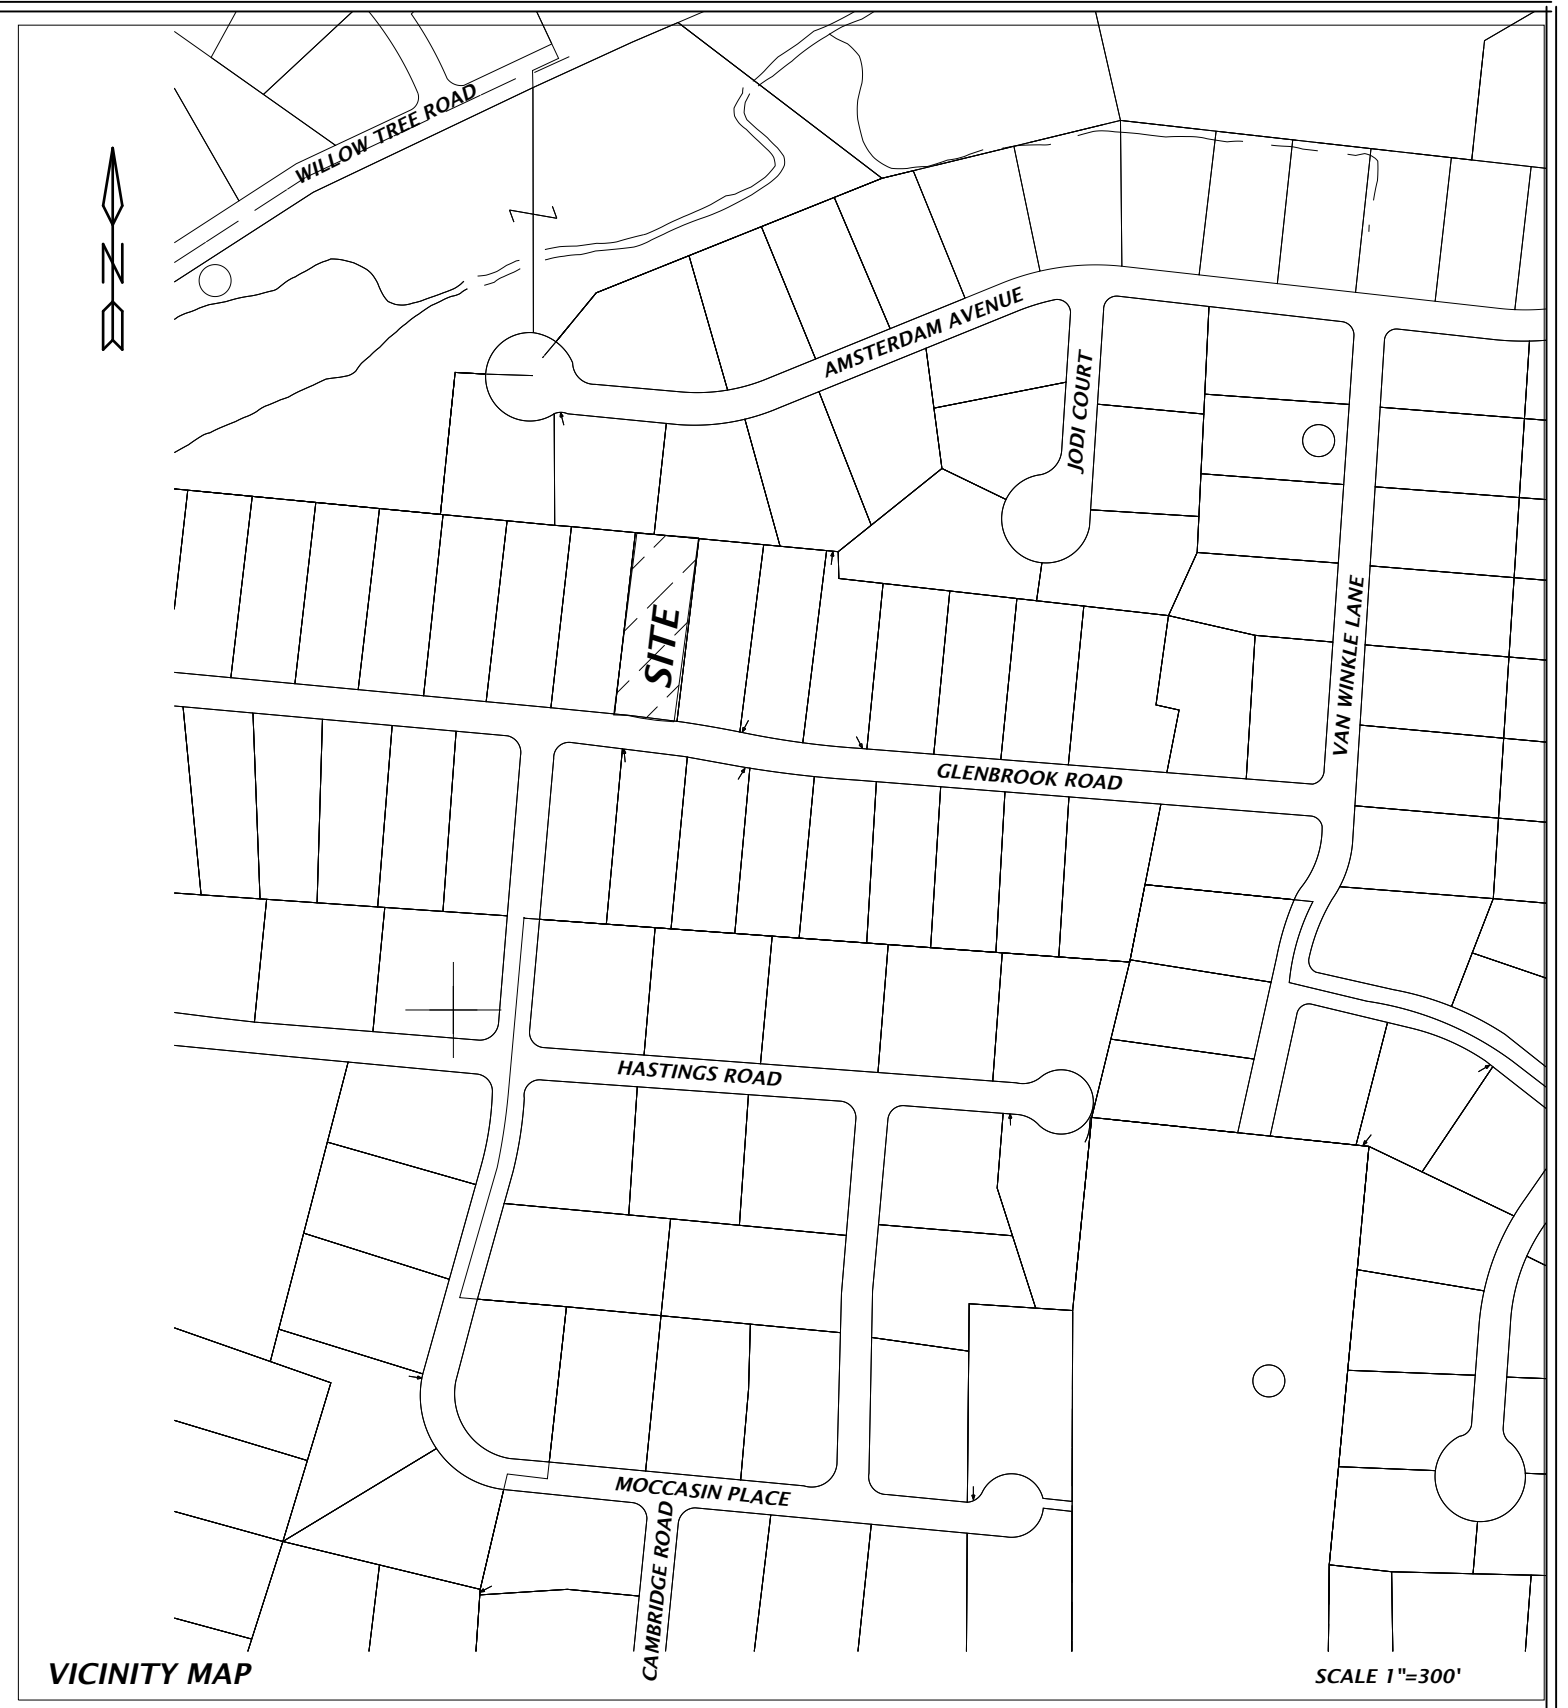 WILLOW TREE ROAD
N
AMSTERDAM AVENUE
JODI COURT
SITE
VAN WINKLE LANE
GLENBROOK ROAD
HASTINGS ROAD
MOCCASIN PLACE
CAMBRIDGE ROAD
VICINITY MAP
SCALE 1"=300'